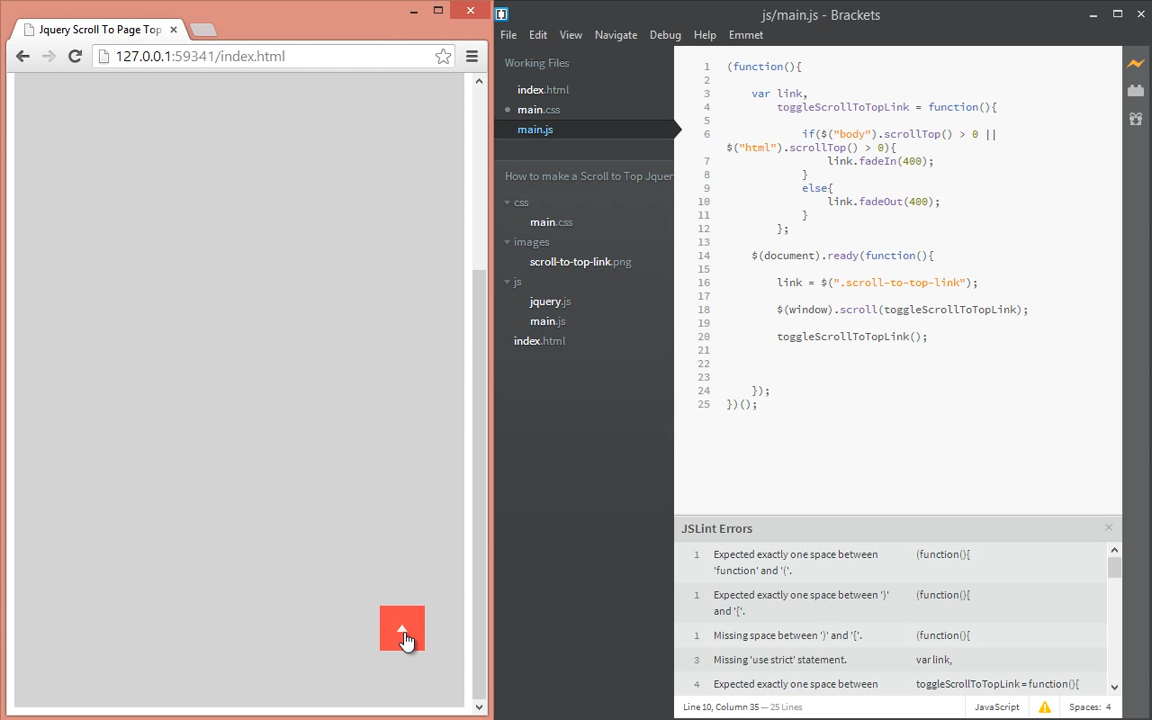 Jquery Scroll To Page Top
127.0.0.1:59341/index.html
js/main.js - Brackets
File Edit View Navigate Debug Help Emmet
Working Files
index.html
main.css
main.js
How to make a Scroll to Top Jquer
css
main.css
images
scroll-to-top-link.png
js
jquery.js
main.js
index.html
1 (function(){
2
3 var link,
4 toggleScrollToTopLink = function(){
5
6 if($("body").scrollTop() > 0 ||
$("html").scrollTop() > 0){
7 link.fadeIn(400);
8 }
9 else{
10 link.fadeOut(400);
11 }
12 };
13
14 $(document).ready(function(){
15
16 link = $(".scroll-to-top-link");
17
18 $(window).scroll(toggleScrollToTopLink);
19
20 toggleScrollToTopLink();
21
22
23
24 });
25 })();
JSLint Errors
1 Expected exactly one space between 'function' and '('. (function(){
1 Expected exactly one space between ')' and '{'. (function(){
1 Missing space between ')' and '{'. (function(){
3 Missing 'use strict' statement. var link,
4 Expected exactly one space between toggleScrollToTopLink = function(){
Line 10, Column 35 — 25 Lines JavaScript Spaces: 4